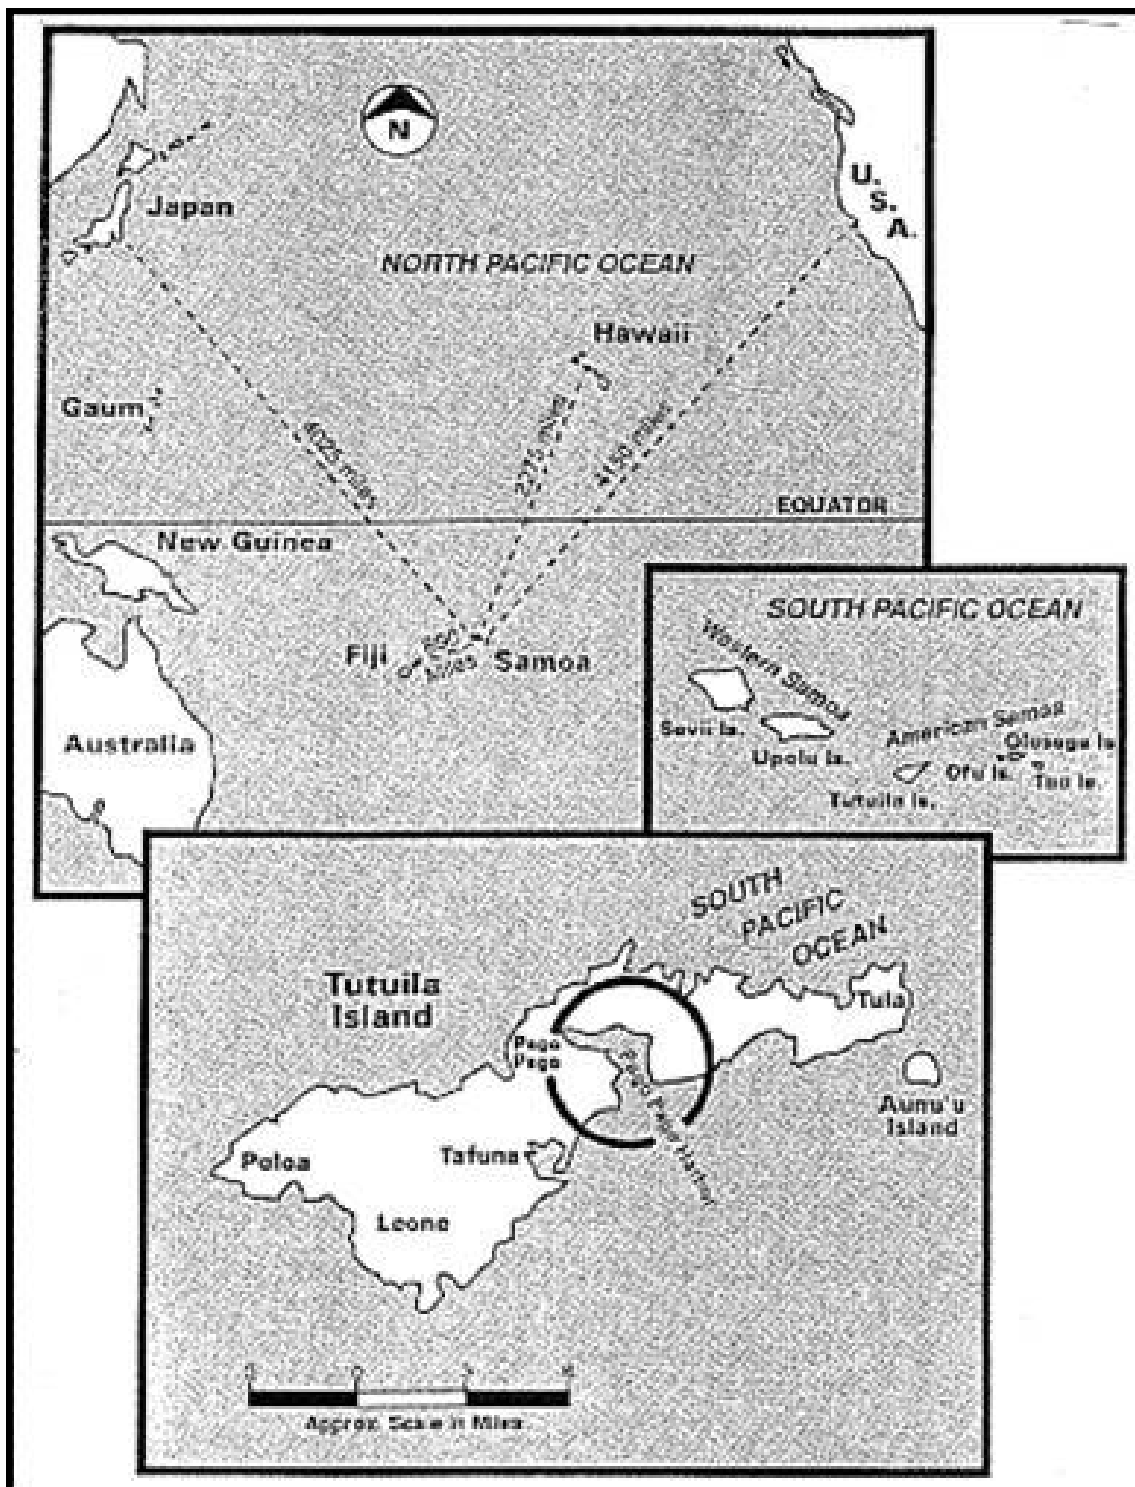 N
Japan
U.
S.
A.
NORTH PACIFIC OCEAN
Hawaii
Gaum
4025 miles
2275 miles
4150 miles
EQUATOR
New Guinea
Fiji
Miles
Samoa
Australia
SOUTH PACIFIC OCEAN
Western Samoa
Savii Is.
Upolu Is.
American Samoa
Olusega Is
Ofu Is.
Tau Is.
Tutuila Is.
SOUTH
PACIFIC
OCEAN
Tutuila
Island
Tula
Pago
Pago
Pago Pago Harbor
Aunu'u
Island
Tafuna
Poloa
Leone
Approx. Scale in Miles